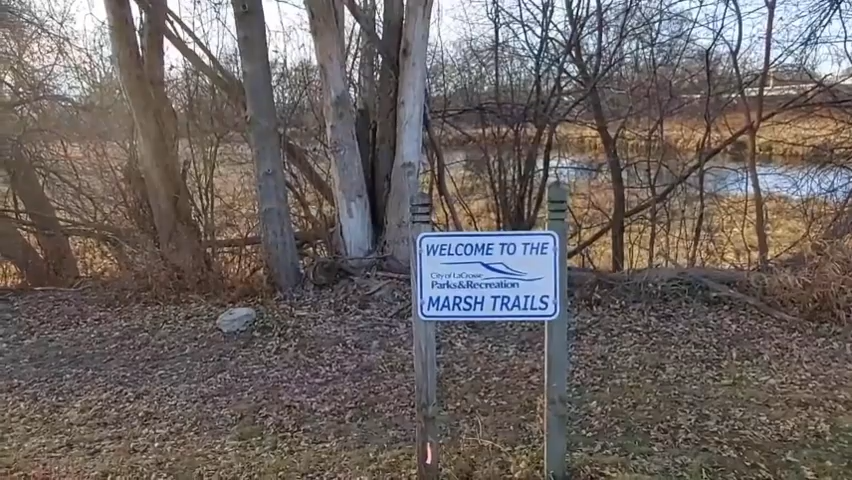 WELCOME TO THE
City of LaCrosse
Parks & Recreation
MARSH TRAILS